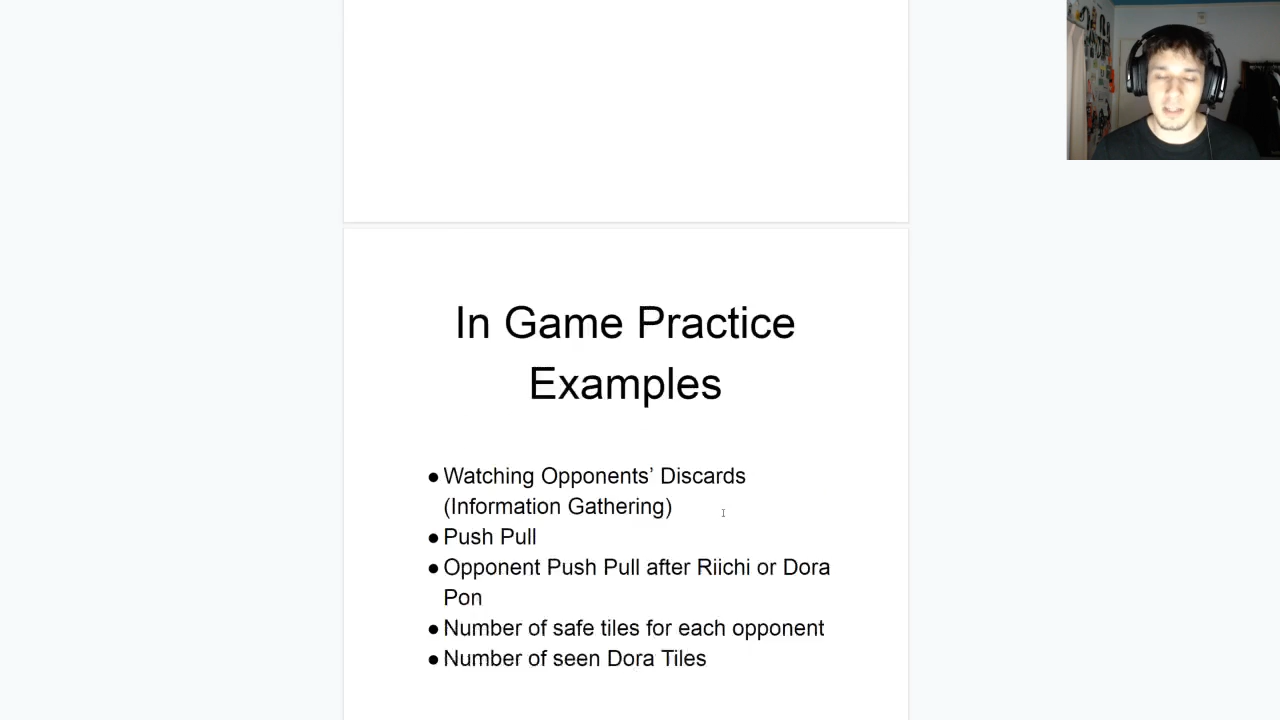 In Game Practice
Examples
● Watching Opponents’ Discards
(Information Gathering)
● Push Pull
● Opponent Push Pull after Riichi or Dora
Pon
● Number of safe tiles for each opponent
● Number of seen Dora Tiles